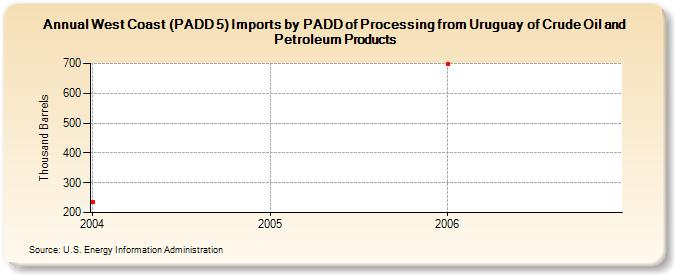 Annual West Coast (PADD 5) Imports by PADD of Processing from Uruguay of Crude Oil and
Petroleum Products
Thousand Barrels
700
600
500
400
300
200
2004
2005
2006
Source: U.S. Energy Information Administration